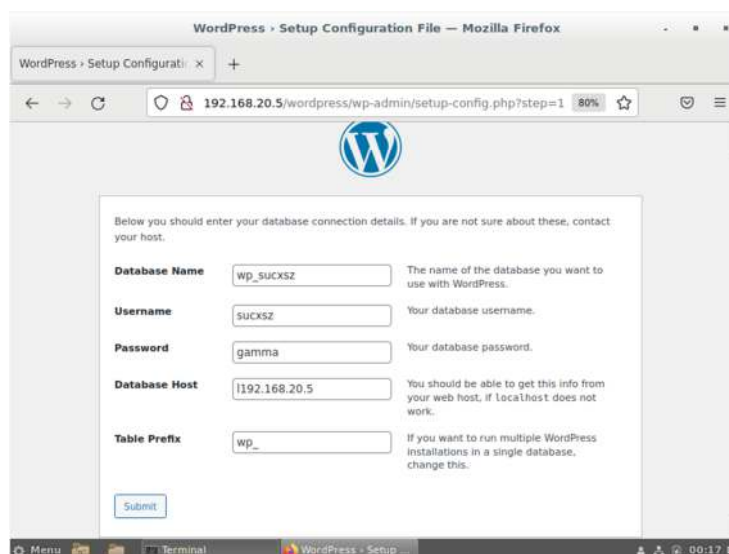 WordPress › Setup Configuration File — Mozilla Firefox
WordPress › Setup Configuratio
192.168.20.5/wordpress/wp-admin/setup-config.php?step=1 80%
Below you should enter your database connection details. If you are not sure about these, contact
your host.
Database Name wp_sucxsz The name of the database you want to
use with WordPress.
Username sucxsz Your database username.
Password gamma Your database password.
Database Host l192.168.20.5 You should be able to get this info from
your web host, if localhost does not
work.
Table Prefix wp_ If you want to run multiple WordPress
installations in a single database,
change this.
Submit
Menu Terminal WordPress › Setup ... 00:17